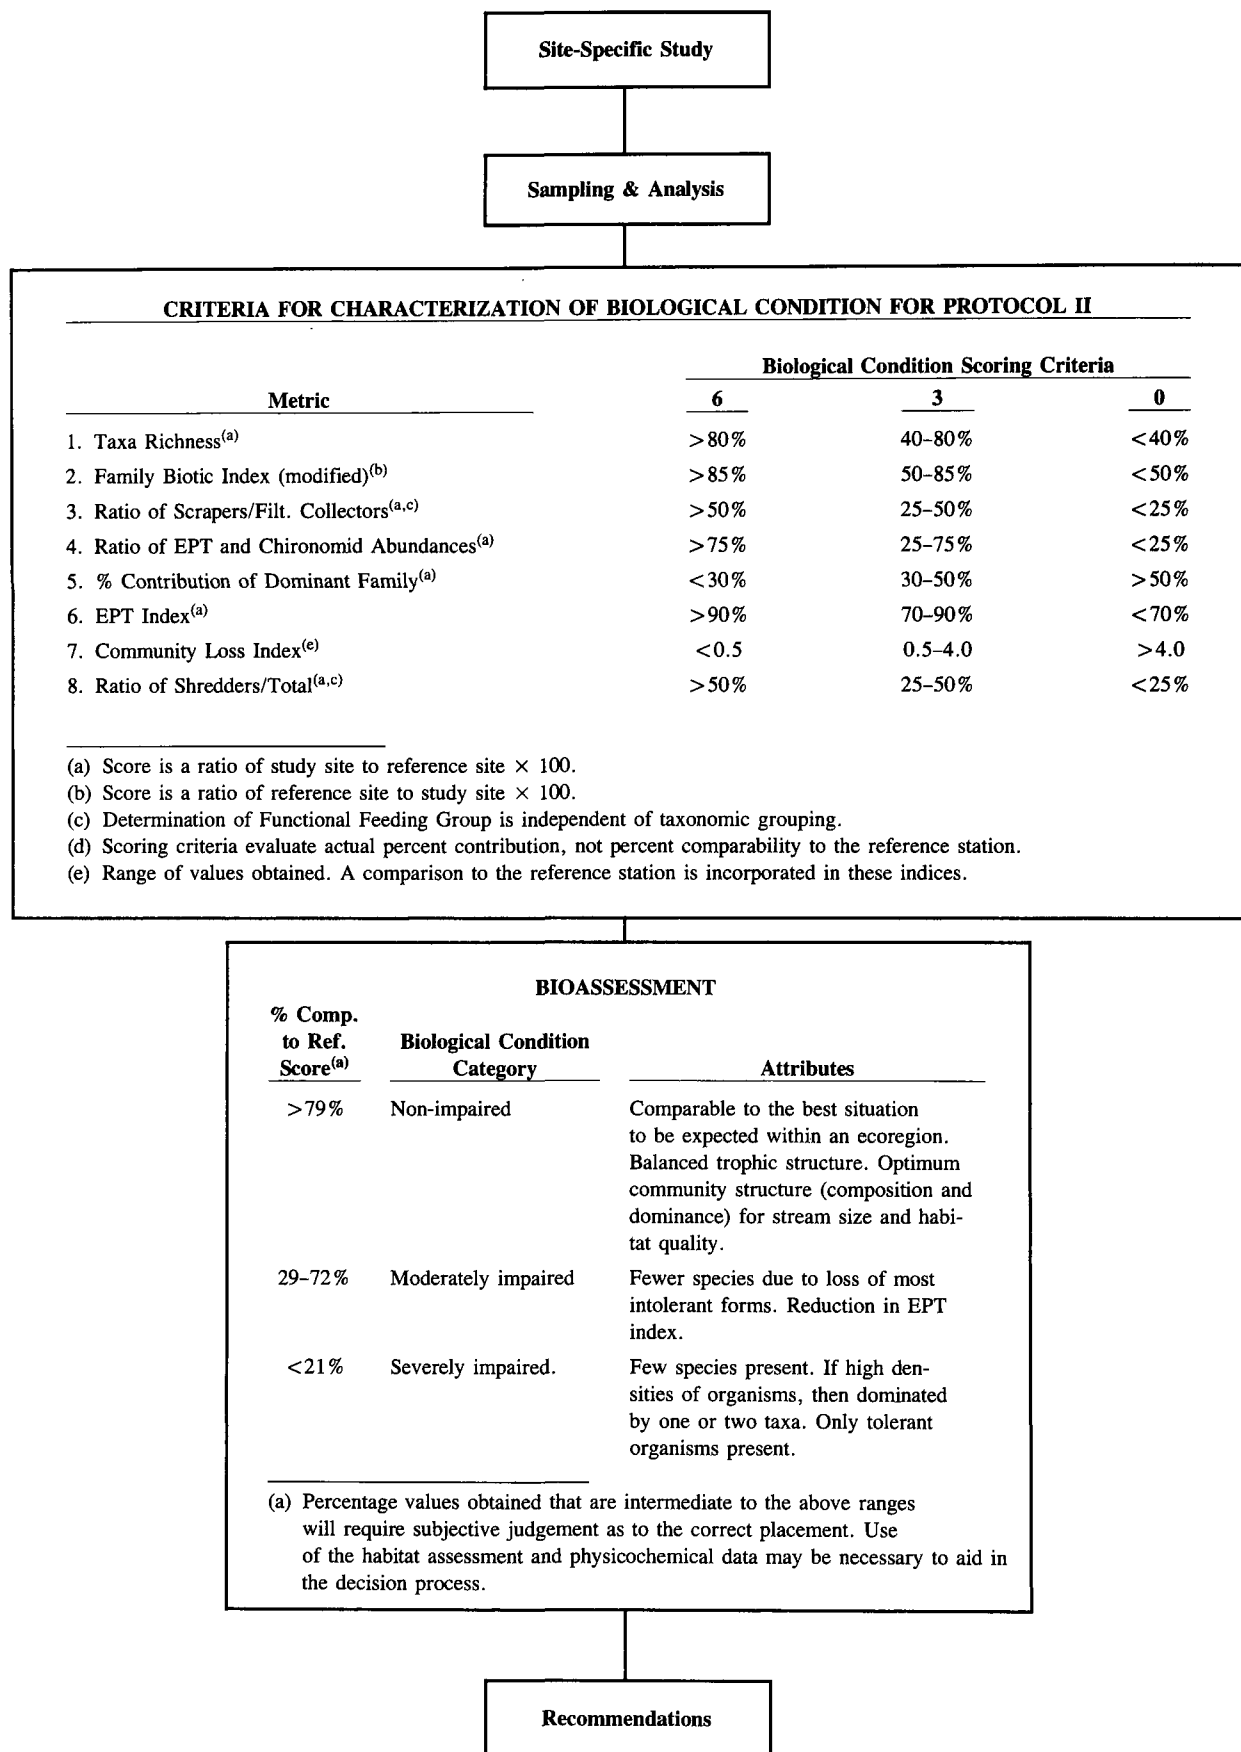 Site-Specific Study
Sampling & Analysis
CRITERIA FOR CHARACTERIZATION OF BIOLOGICAL CONDITION FOR PROTOCOL II
Biological Condition Scoring Criteria
Metric 6 3 0
1. Taxa Richness(a) >80% 40–80% <40%
2. Family Biotic Index (modified)(b) >85% 50–85% <50%
3. Ratio of Scrapers/Filt. Collectors(a,c) >50% 25–50% <25%
4. Ratio of EPT and Chironomid Abundances(a) >75% 25–75% <25%
5. % Contribution of Dominant Family(a) <30% 30–50% >50%
6. EPT Index(a) >90% 70–90% <70%
7. Community Loss Index(e) <0.5 0.5–4.0 >4.0
8. Ratio of Shredders/Total(a,c) >50% 25–50% <25%
(a) Score is a ratio of study site to reference site × 100.
(b) Score is a ratio of reference site to study site × 100.
(c) Determination of Functional Feeding Group is independent of taxonomic grouping.
(d) Scoring criteria evaluate actual percent contribution, not percent comparability to the reference station.
(e) Range of values obtained. A comparison to the reference station is incorporated in these indices.
BIOASSESSMENT
% Comp.
to Ref. Biological Condition
Score(a) Category Attributes
>79% Non-impaired Comparable to the best situation
to be expected within an ecoregion.
Balanced trophic structure. Optimum
community structure (composition and
dominance) for stream size and habi-
tat quality.
29–72% Moderately impaired Fewer species due to loss of most
intolerant forms. Reduction in EPT
index.
<21% Severely impaired. Few species present. If high den-
sities of organisms, then dominated
by one or two taxa. Only tolerant
organisms present.
(a) Percentage values obtained that are intermediate to the above ranges
will require subjective judgement as to the correct placement. Use
of the habitat assessment and physicochemical data may be necessary to aid in
the decision process.
Recommendations